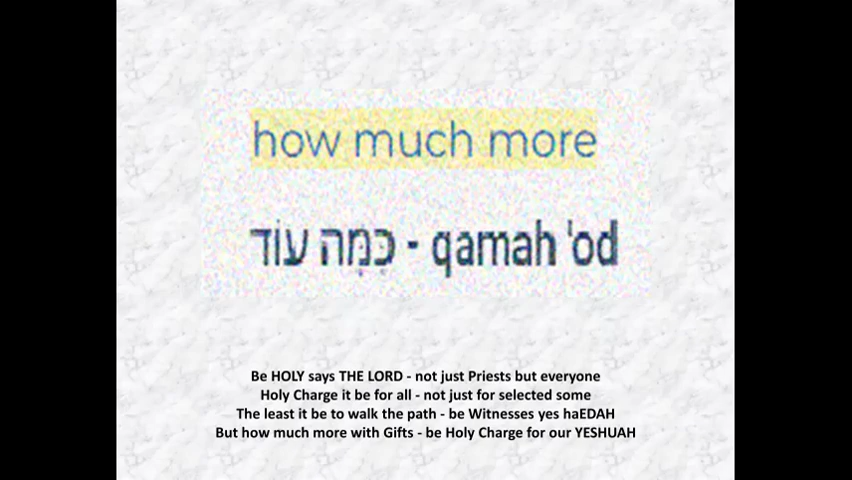 how much more
כַּמָּה עוֹד - qamah 'od
Be HOLY says THE LORD - not just Priests but everyone
Holy Charge it be for all - not just for selected some
The least it be to walk the path - be Witnesses yes haEDAH
But how much more with Gifts - be Holy Charge for our YESHUAH